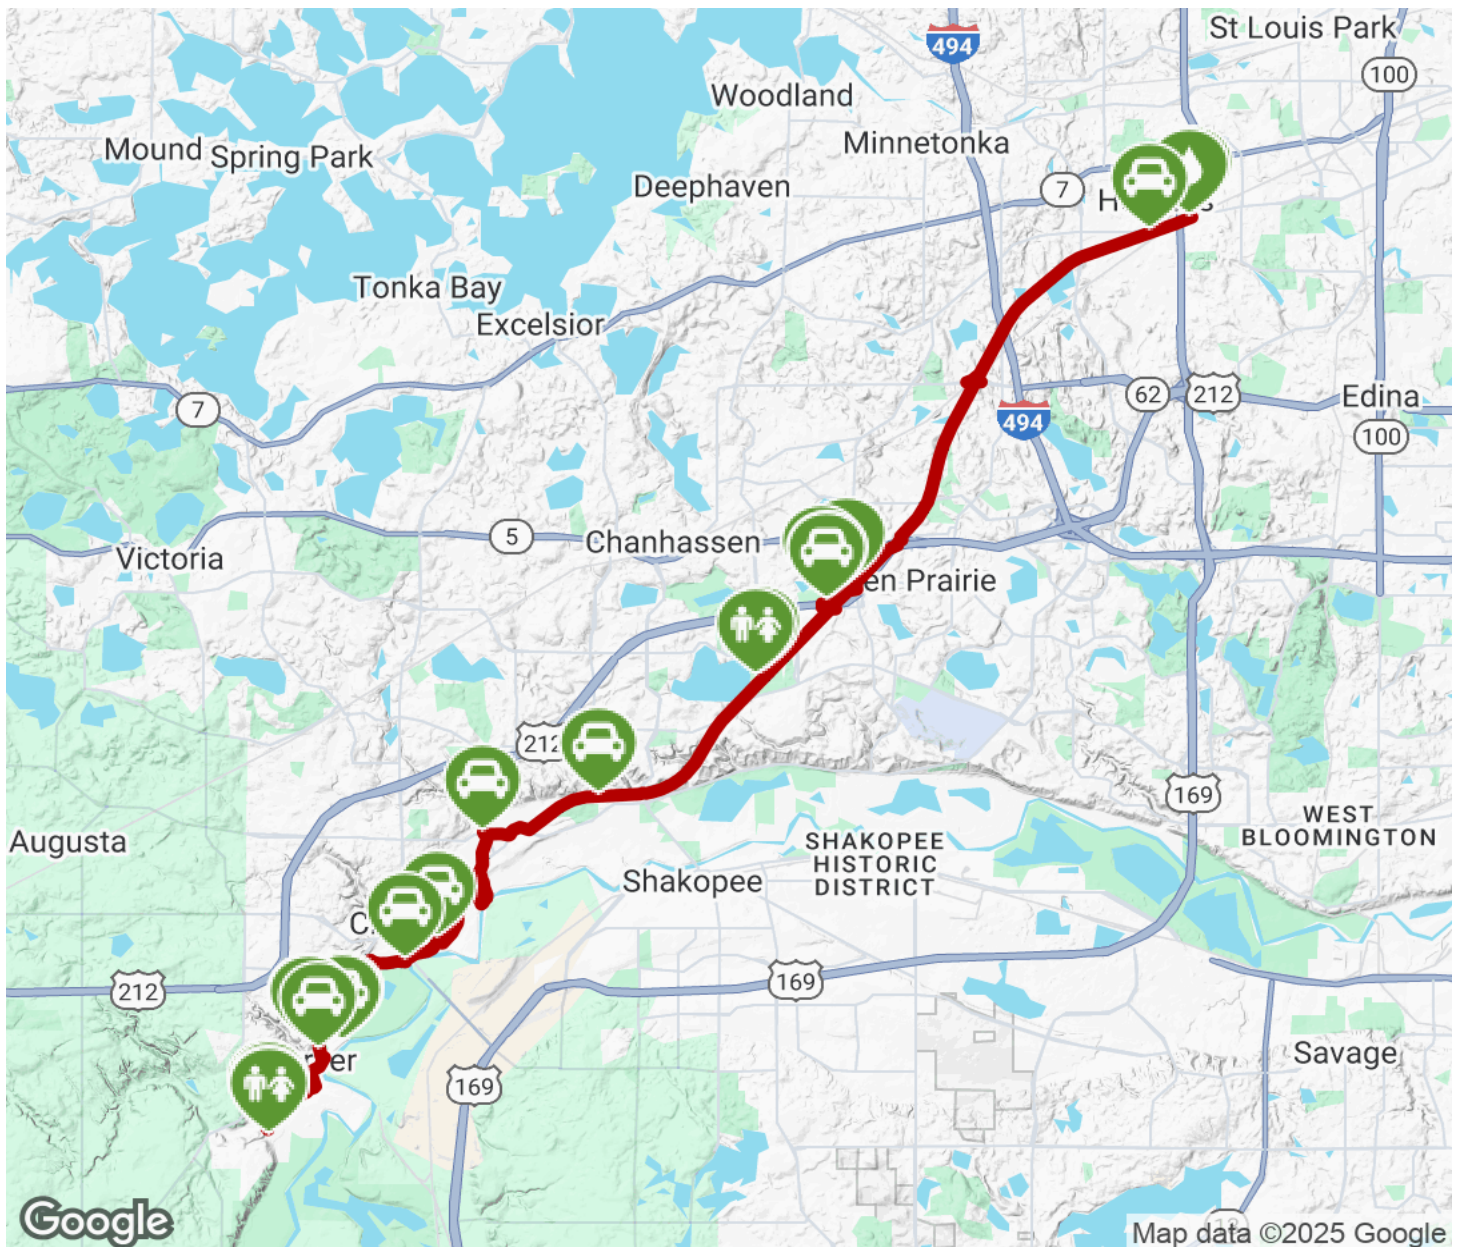 St Louis Park
494
100
Woodland
Minnetonka
Mound
Spring Park
Deephaven
7
Tonka Bay
Excelsior
62
212
Edina
7
494
100
5
Chanhassen
Victoria
en Prairie
212
169
WEST
BLOOMINGTON
Augusta
SHAKOPEE
HISTORIC
DISTRICT
Shakopee
212
169
Savage
169
Google
Map data ©2025 Google